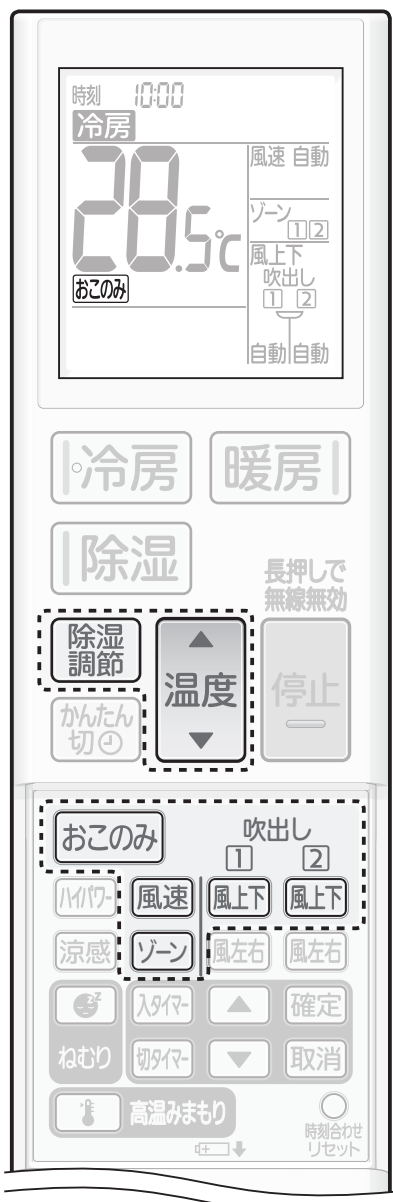 時刻 10:00
冷房
28.5℃
風速 自動
ゾーン
1 2
風上下
吹出し
1 2
自動 自動
おこのみ
冷房 暖房
除湿
長押しで
無線無効
除湿
調節
温度
停止
かんたん
切
おこのみ
吹出し
1 2
ハイパワー 風速 風上下 風上下
涼感 ゾーン 風左右 風左右
ねむり
入タイマー 確定
切タイマー 取消
高温みまもり
時刻合わせ
リセット